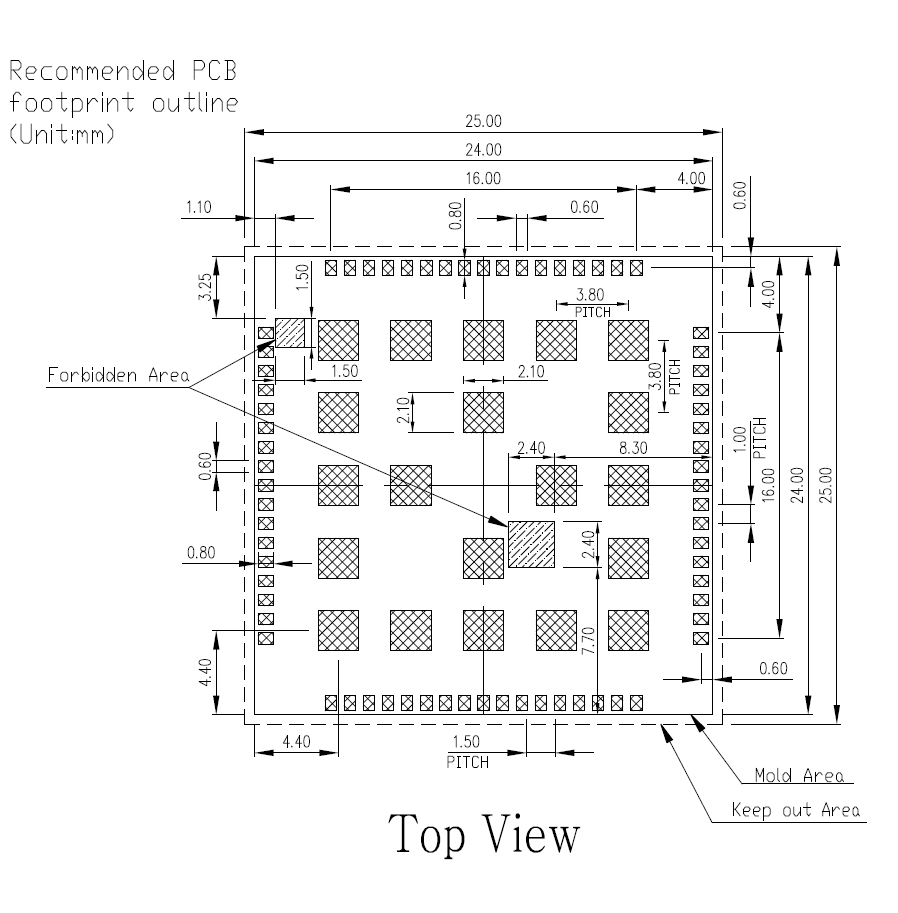 Recommended PCB
footprint outline
(Unit:mm)
25.00
24.00
16.00
4.00
0.60
1.10
0.80
0.60
3.25
1.50
3.80
PITCH
4.00
Forbidden Area
1.50
2.10
3.80
PITCH
2.10
2.40
8.30
1.00
PITCH
0.60
16.00
24.00
25.00
0.80
2.40
7.70
4.40
0.60
4.40
1.50
PITCH
Mold Area
Keep out Area
Top View